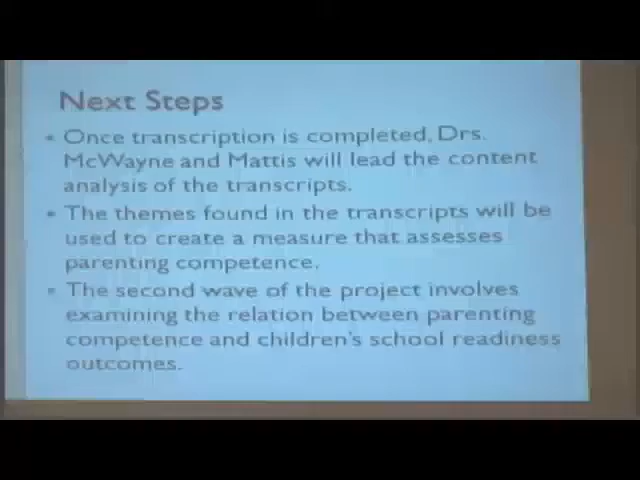 Next Steps
• Once transcription is completed, Drs.
McWayne and Mattis will lead the content
analysis of the transcripts.
• The themes found in the transcripts will be
used to create a measure that assesses
parenting competence.
• The second wave of the project involves
examining the relation between parenting
competence and children's school readiness
outcomes.